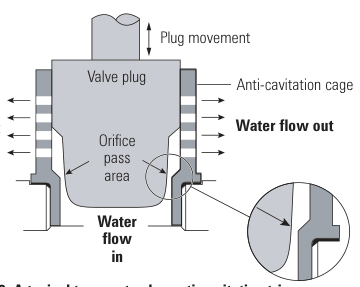 Plug movement
Valve plug
Anti-cavitation cage
Water flow out
Orifice
pass
area
Water
flow
in